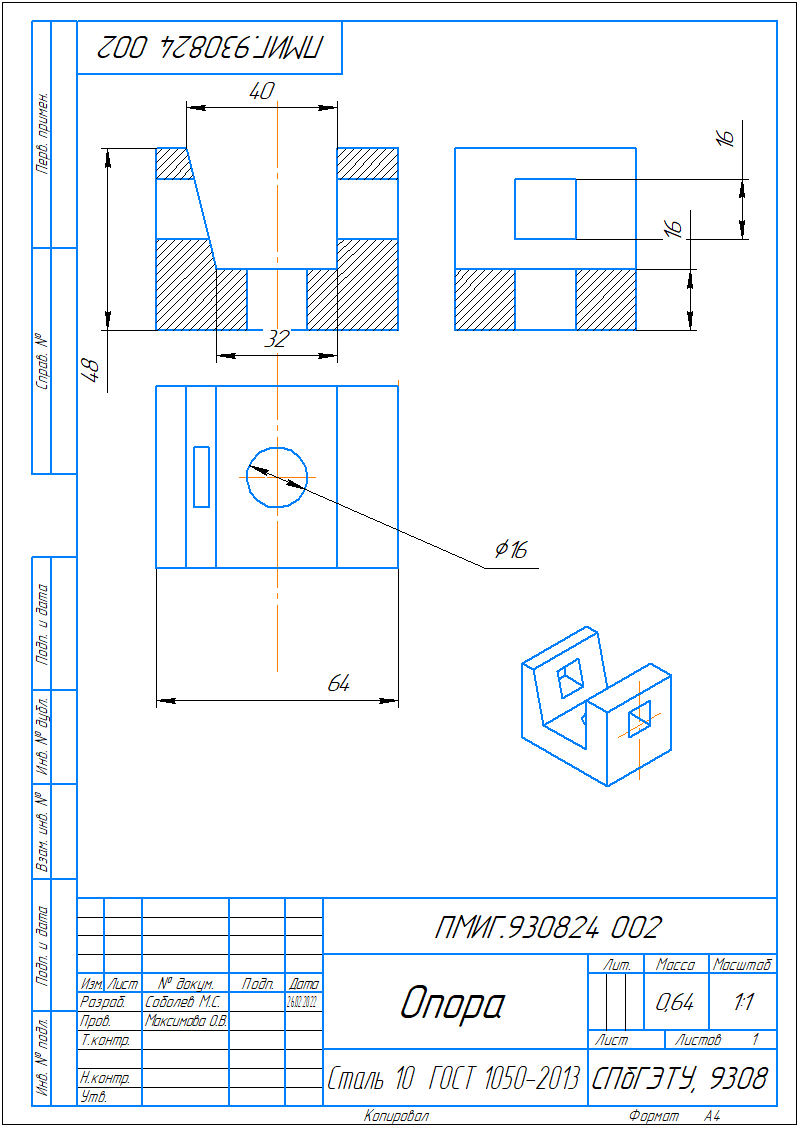 ПМИГ.930824 002
Перв. примен.
Справ. №
Подп. и дата
Инв. № дубл.
Взам. инв. №
Подп. и дата
Инв. № подл.
40
16
16
48
32
⌀16
64
ПМИГ.930824 002
Изм. Лист № докум. Подп. Дата
Разраб. Соболев М.С. 26.02.2022
Пров. Максимова О.В.
Т.контр.
Н.контр.
Утв.
Опора
Лит. Масса Масштаб
0,64 1:1
Лист Листов 1
Сталь 10 ГОСТ 1050-2013
СПбГЭТУ, 9308
Копировал Формат А4